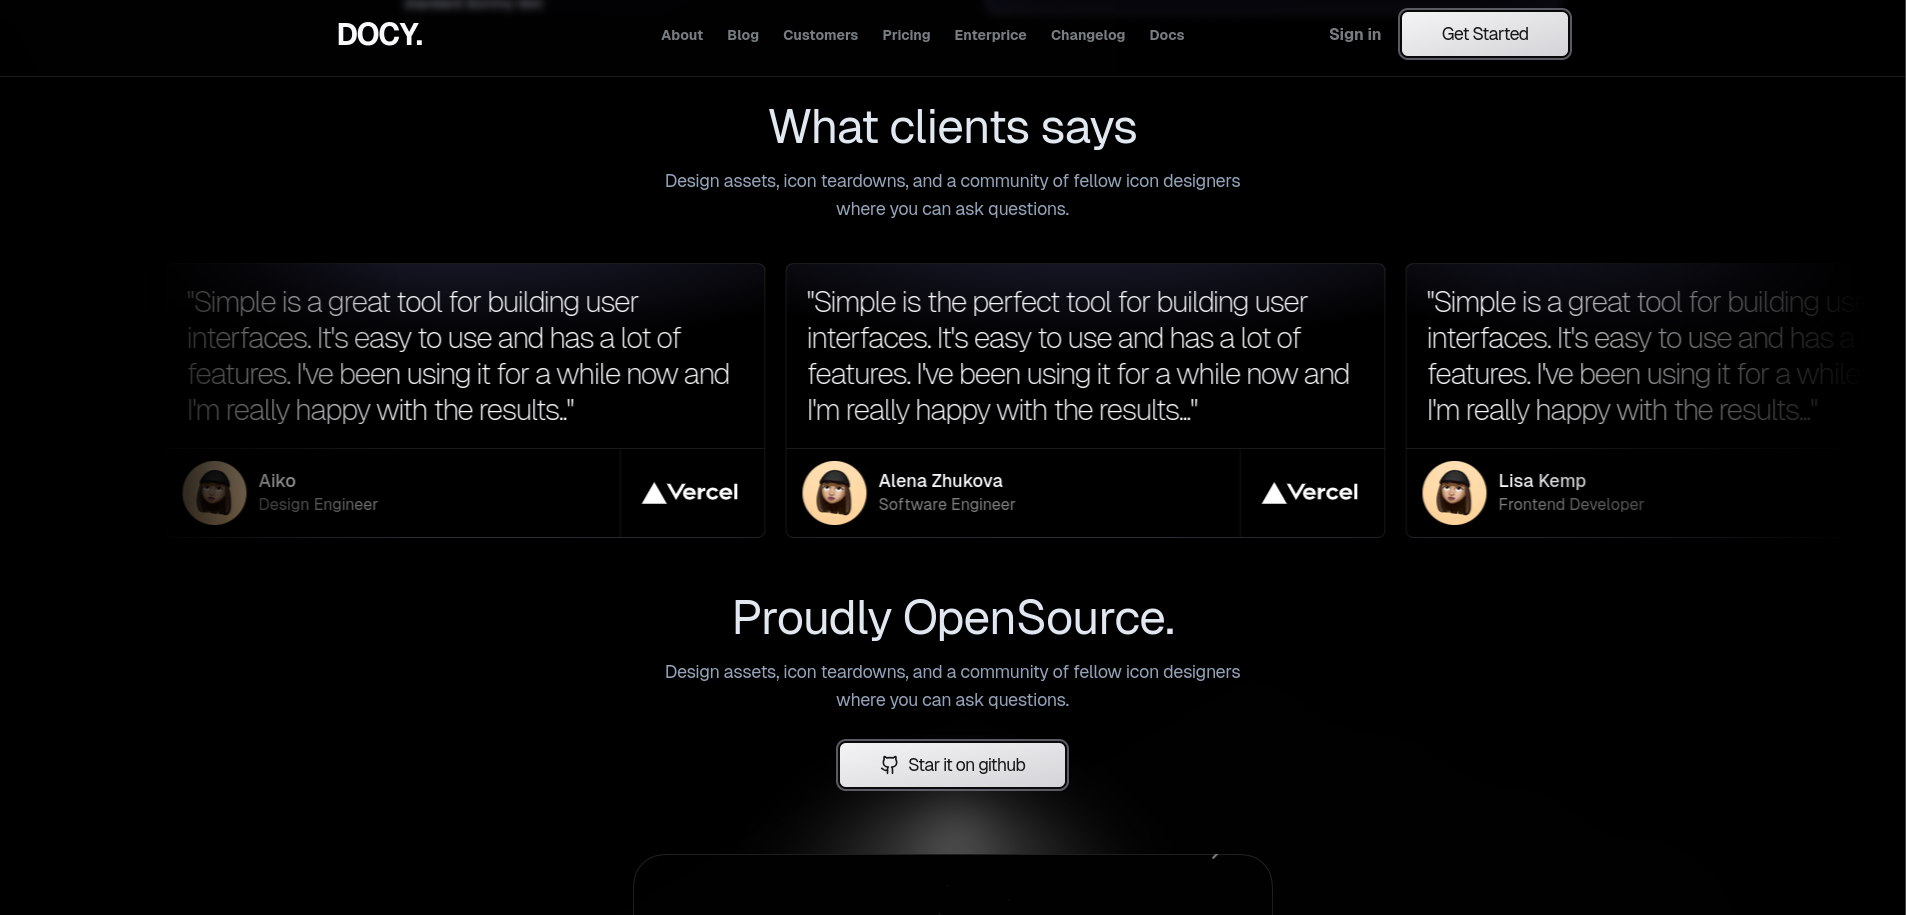 DOCY.
About Blog Customers Pricing Enterprice Changelog Docs
Sign in
Get Started
What clients says
Design assets, icon teardowns, and a community of fellow icon designers
where you can ask questions.
"Simple is a great tool for building user
interfaces. It's easy to use and has a lot of
features. I've been using it for a while now and
I'm really happy with the results.."
Aiko
Design Engineer
Vercel
"Simple is the perfect tool for building user
interfaces. It's easy to use and has a lot of
features. I've been using it for a while now and
I'm really happy with the results..."
Alena Zhukova
Software Engineer
Vercel
"Simple is a great tool for building use
interfaces. It's easy to use and has a
features. I've been using it for a while
I'm really happy with the results..."
Lisa Kemp
Frontend Developer
Proudly OpenSource.
Design assets, icon teardowns, and a community of fellow icon designers
where you can ask questions.
Star it on github